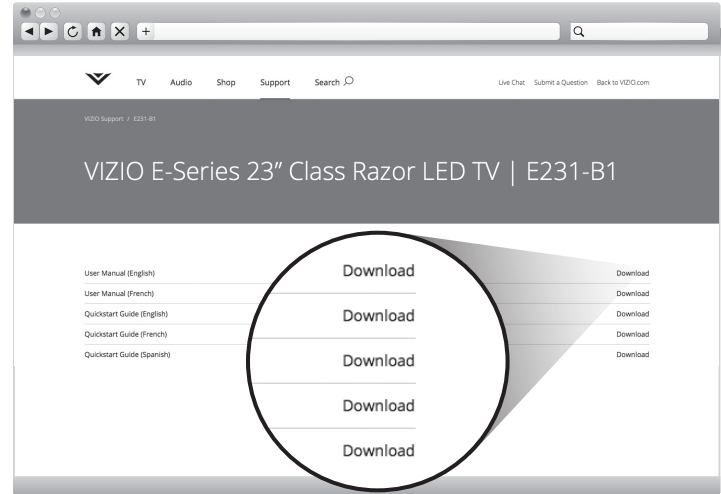 TV Audio Shop Support Search Live Chat Submit a Question Back to VIZIO.com
VIZIO Support / E231-B1
VIZIO E-Series 23” Class Razor LED TV | E231-B1
User Manual (English) Download
User Manual (French) Download
Quickstart Guide (English) Download
Quickstart Guide (French) Download
Quickstart Guide (Spanish) Download
Download
Download
Download
Download
Download